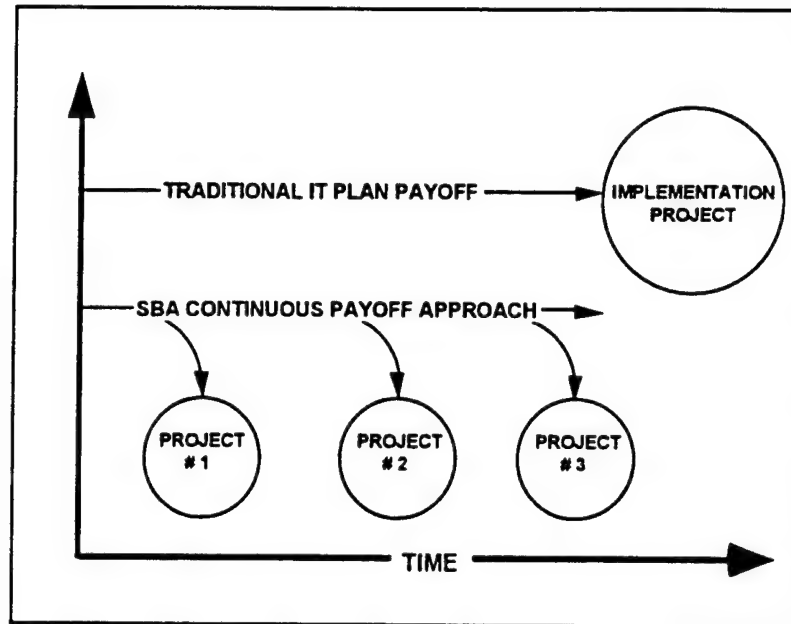 TRADITIONAL IT PLAN PAYOFF
IMPLEMENTATION
PROJECT
SBA CONTINUOUS PAYOFF APPROACH
PROJECT
# 1
PROJECT
# 2
PROJECT
# 3
TIME